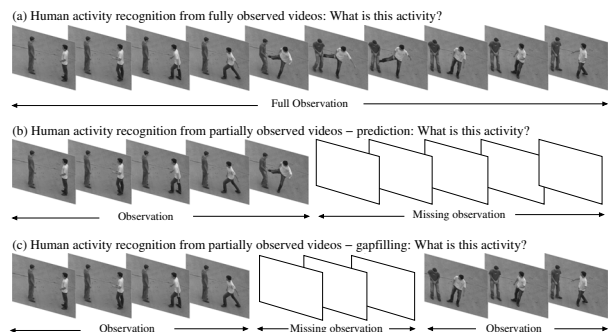 (a) Human activity recognition from fully observed videos: What is this activity?
Full Observation
(b) Human activity recognition from partially observed videos − prediction: What is this activity?
Observation Missing observation
(c) Human activity recognition from partially observed videos − gapfilling: What is this activity?
Observation Missing observation Observation